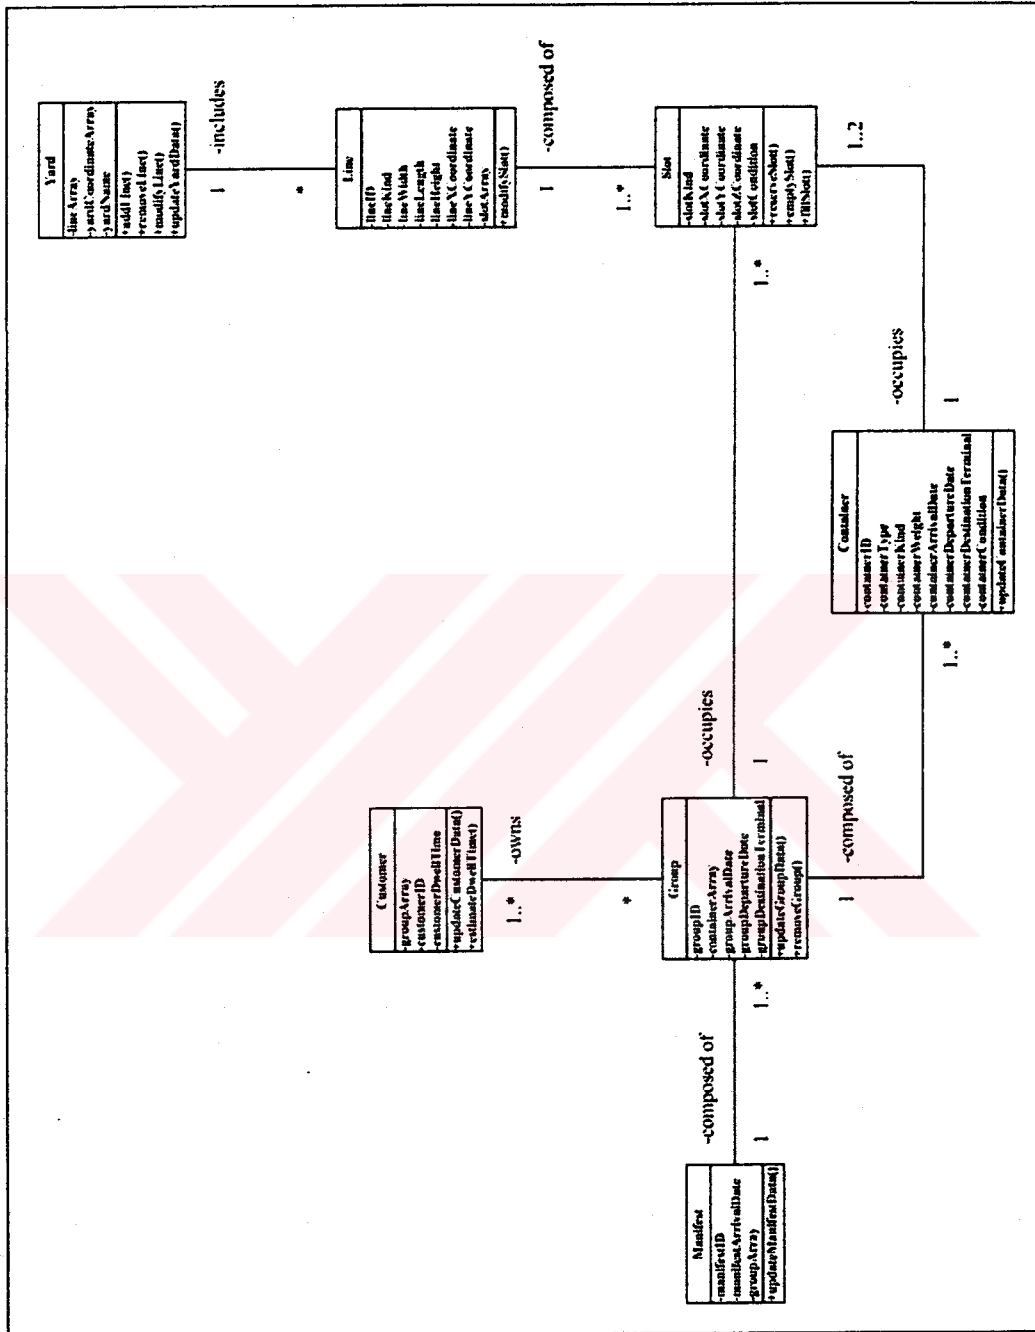 Yard
-lineArray
-yardCoordinateArray
-yardName
+addLine()
+removeLine()
+modifyLine()
+updateYardData()
-includes
1
*
Line
-lineID
-lineKind
-lineWidth
-lineLength
-lineHeight
-lineXCoordinate
-lineYCoordinate
-slotArray
+modifySlot()
-composed of
1
1..*
Slot
-slotKind
-slotXCoordinate
-slotYCoordinate
-slotZCoordinate
-slotCondition
+reserveSlot()
+emptySlot()
+fillSlot()
1..2
1..*
-occupies
1
Container
-containerID
-containerType
-containerKind
-containerWeight
-containerArrivalDate
-containerDepartureDate
-containerDestinationTerminal
-containerCondition
+updateContainerData()
1..*
-composed of
1
-occupies
1
Customer
-groupArray
-customerID
-customerDwellTime
+updateCustomerData()
+estimateDwellTime()
-owns
1..*
*
Group
-groupID
-containerArray
-groupArrivalDate
-groupDepartureDate
-groupDestinationTerminal
+updateGroupData()
+removeGroup()
1..*
-composed of
1
Manifest
-manifestID
-manifestArrivalDate
-groupArray
+updateManifestData()